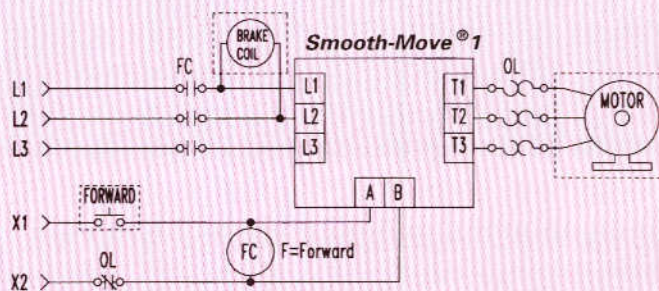 BRAKE
COIL
Smooth-Move® 1
FC
OL
L1
L1
T1
MOTOR
L2
L2
T2
L3
L3
T3
FORWARD
A B
X1
FC F=Forward
OL
X2